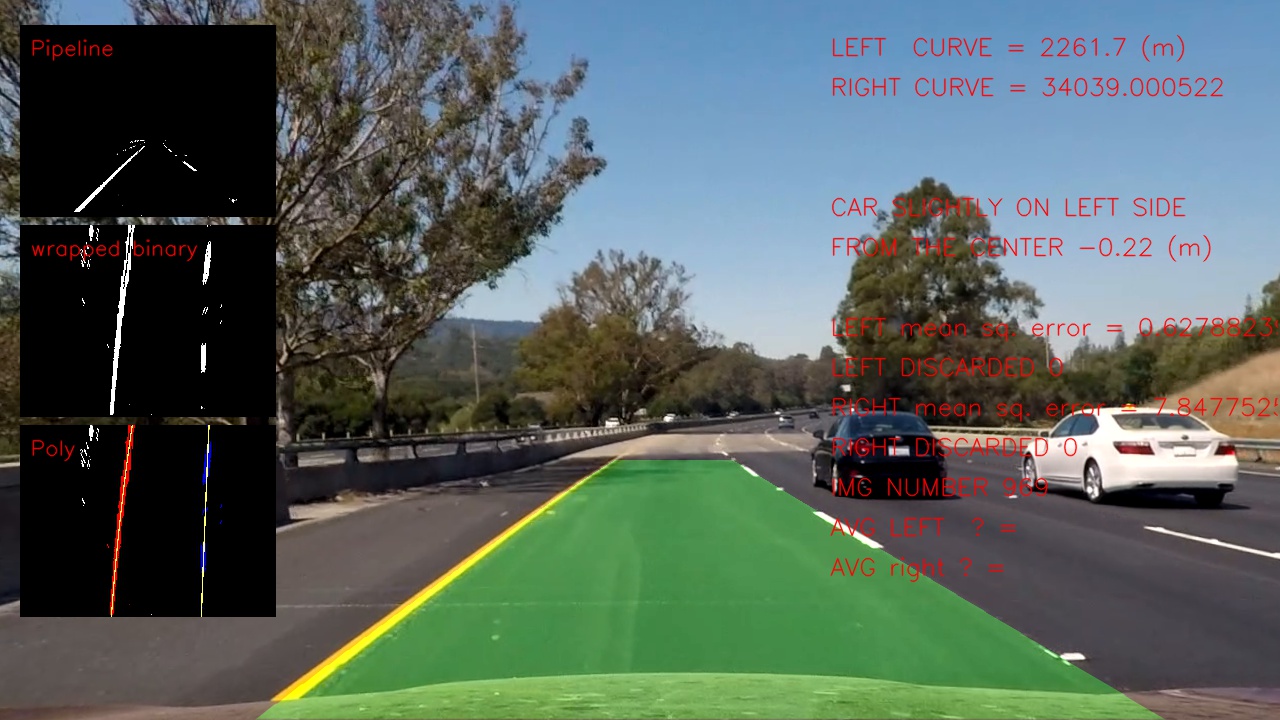 Pipeline
wrapped binary
Poly
LEFT CURVE = 2261.7 (m)
RIGHT CURVE = 34039.000522
CAR SLIGHTLY ON LEFT SIDE
FROM THE CENTER -0.22 (m)
LEFT mean sq. error = 0.6278823
LEFT DISCARDED 0
RIGHT mean sq. error = 7.847752
RIGHT DISCARDED 0
IMG NUMBER 969
AVG LEFT ? =
AVG right ? =